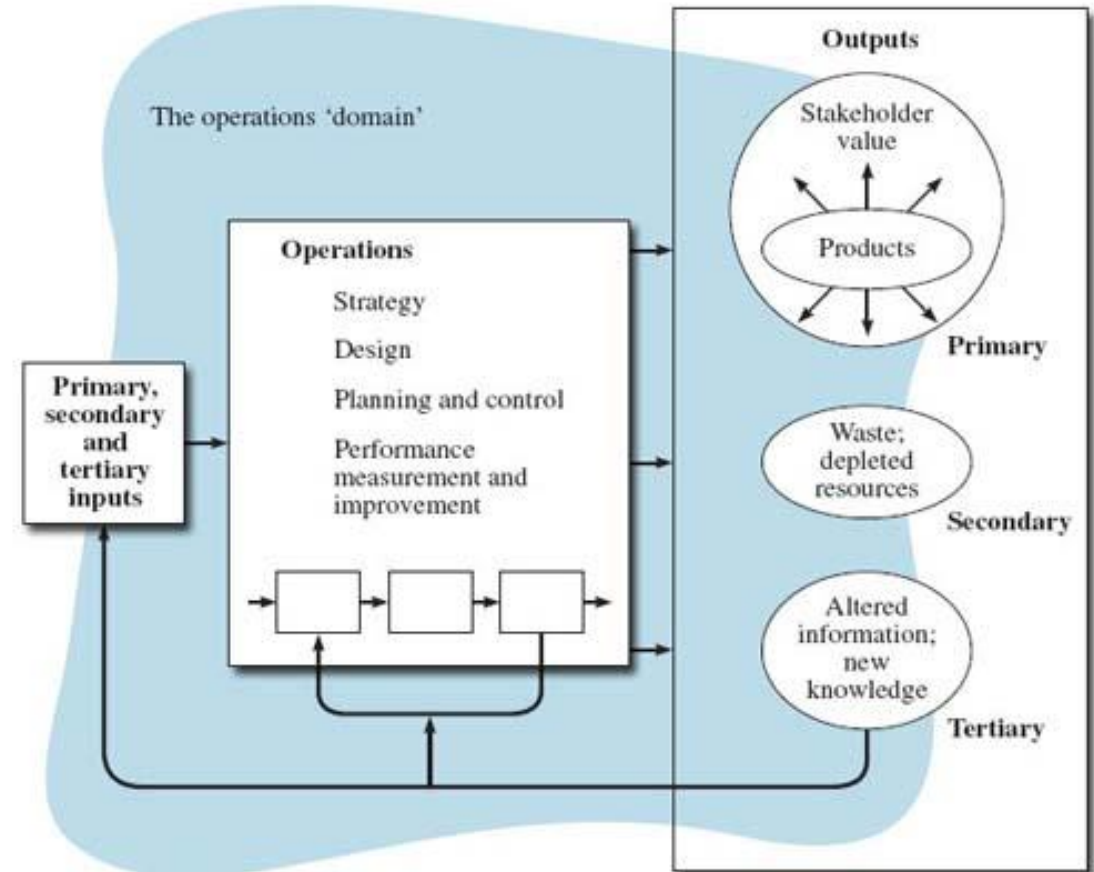 The operations ‘domain’
Operations
Strategy
Design
Planning and control
Performance
measurement and
improvement
Primary,
secondary
and
tertiary
inputs
Outputs
Stakeholder
value
Products
Primary
Waste;
depleted
resources
Secondary
Altered
information;
new
knowledge
Tertiary